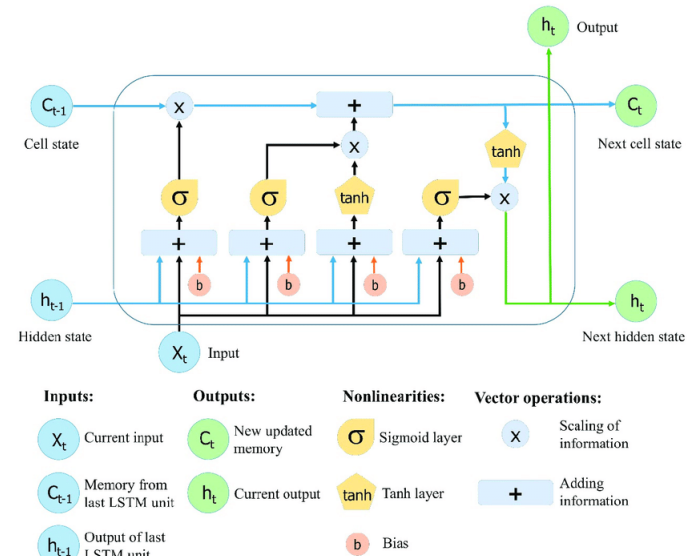 ht
Output
Ct-1
x
+
Ct
Cell state
x
tanh
Next cell state
σ
σ
tanh
σ
x
+
+
+
+
b
b
b
b
ht-1
ht
Hidden state
Next hidden state
Xt
Input
Inputs:
Outputs:
Nonlinearities:
Vector operations:
Xt
Current input
Ct
New updated
memory
σ
Sigmoid layer
x
Scaling of
information
Ct-1
Memory from
last LSTM unit
ht
Current output
tanh
Tanh layer
+
Adding
information
ht-1
Output of last
LSTM unit
b
Bias